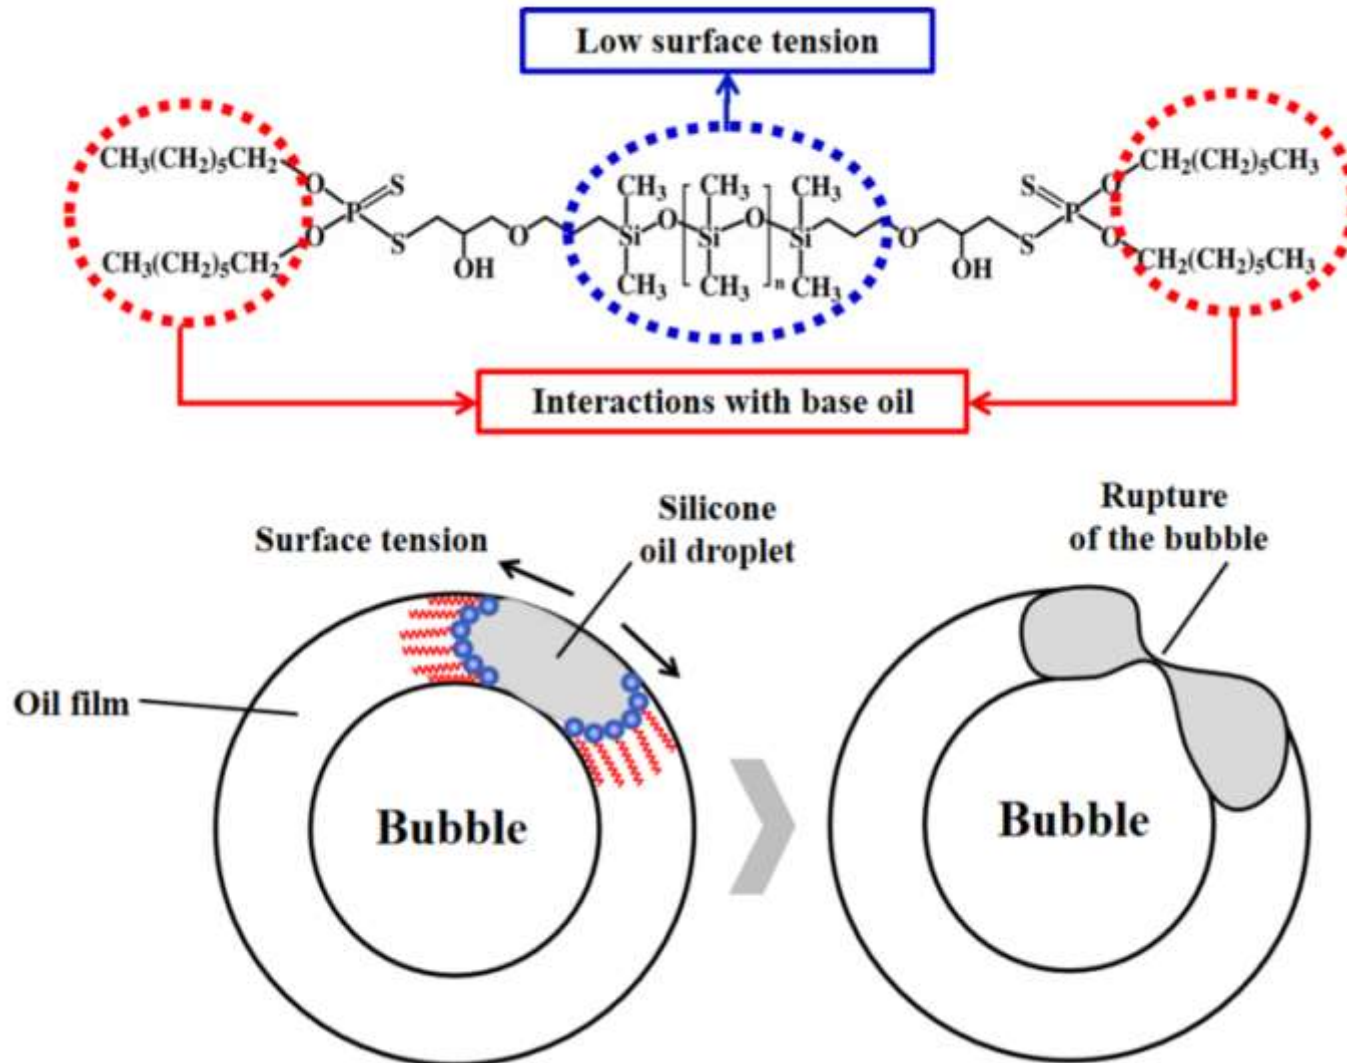 Low surface tension
CH₃(CH₂)₅CH₂ O S CH₃ CH₃ CH₃ S O CH₂(CH₂)₅CH₃
P O O P
CH₃(CH₂)₅CH₂ O S O Si Si Si O S O CH₂(CH₂)₅CH₃
OH CH₃ CH₃ n CH₃ OH
Interactions with base oil
Surface tension
Silicone
oil droplet
Rupture
of the bubble
Oil film
Bubble
Bubble